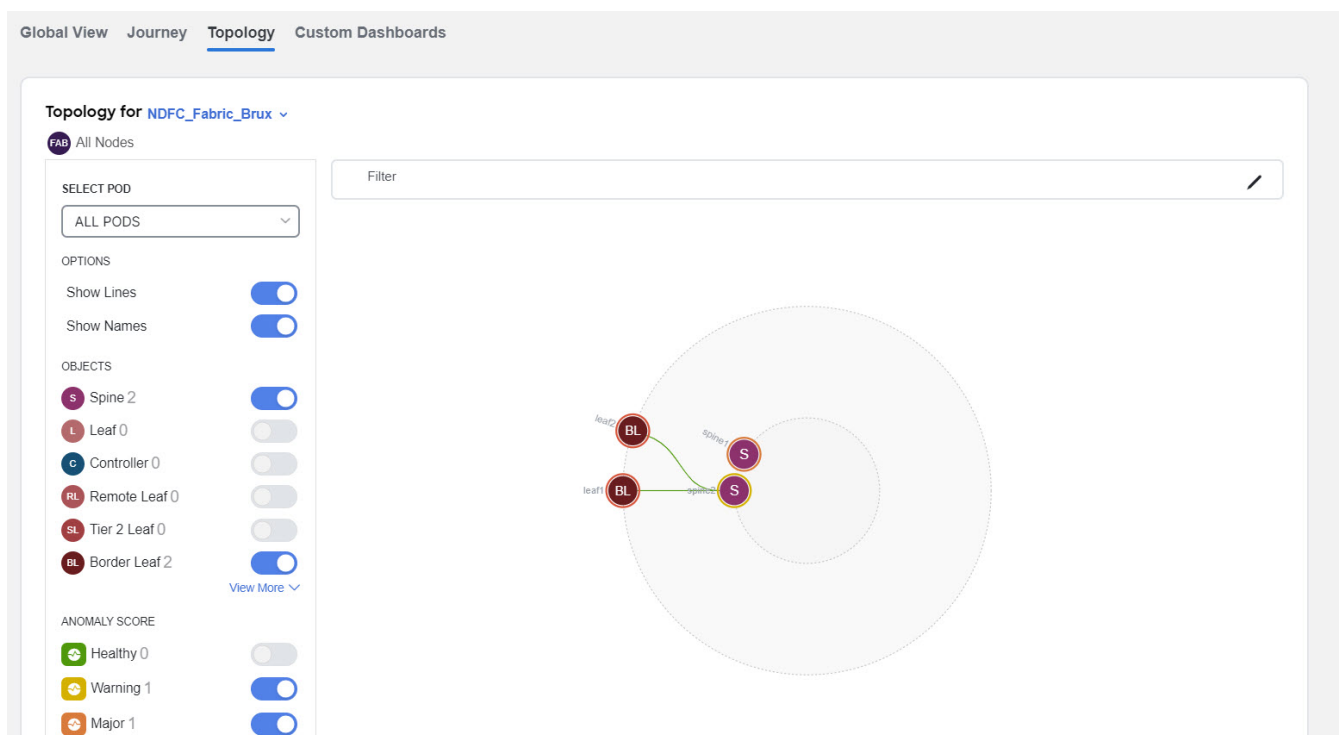 Global View Journey Topology Custom Dashboards
Topology for NDFC_Fabric_Brux
FAB All Nodes
SELECT POD
ALL PODS
OPTIONS
Show Lines
Show Names
OBJECTS
S Spine 2
L Leaf 0
C Controller 0
RL Remote Leaf 0
SL Tier 2 Leaf 0
BL Border Leaf 2
View More
ANOMALY SCORE
Healthy 0
Warning 1
Major 1
Filter
leaf2 BL
spine1 S
leaf1 BL
spine2 S